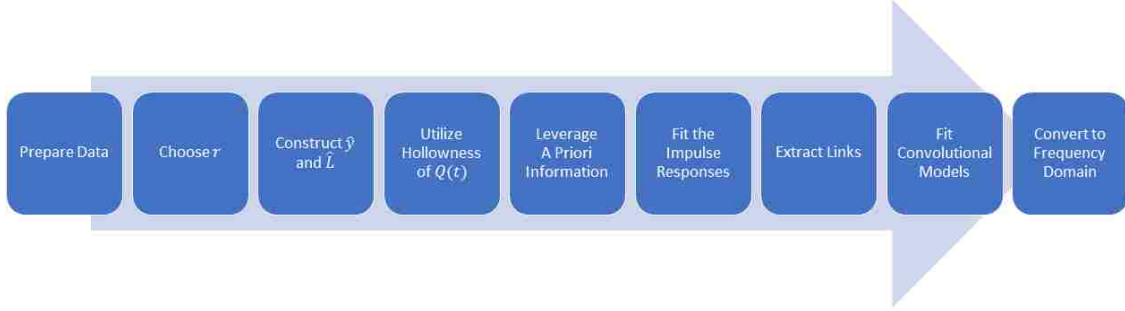 Prepare Data
Choose r
Construct ŷ
and L̂
Utilize
Hollowness
of Q(t)
Leverage
A Priori
Information
Fit the
Impulse
Responses
Extract Links
Fit
Convolutional
Models
Convert to
Frequency
Domain